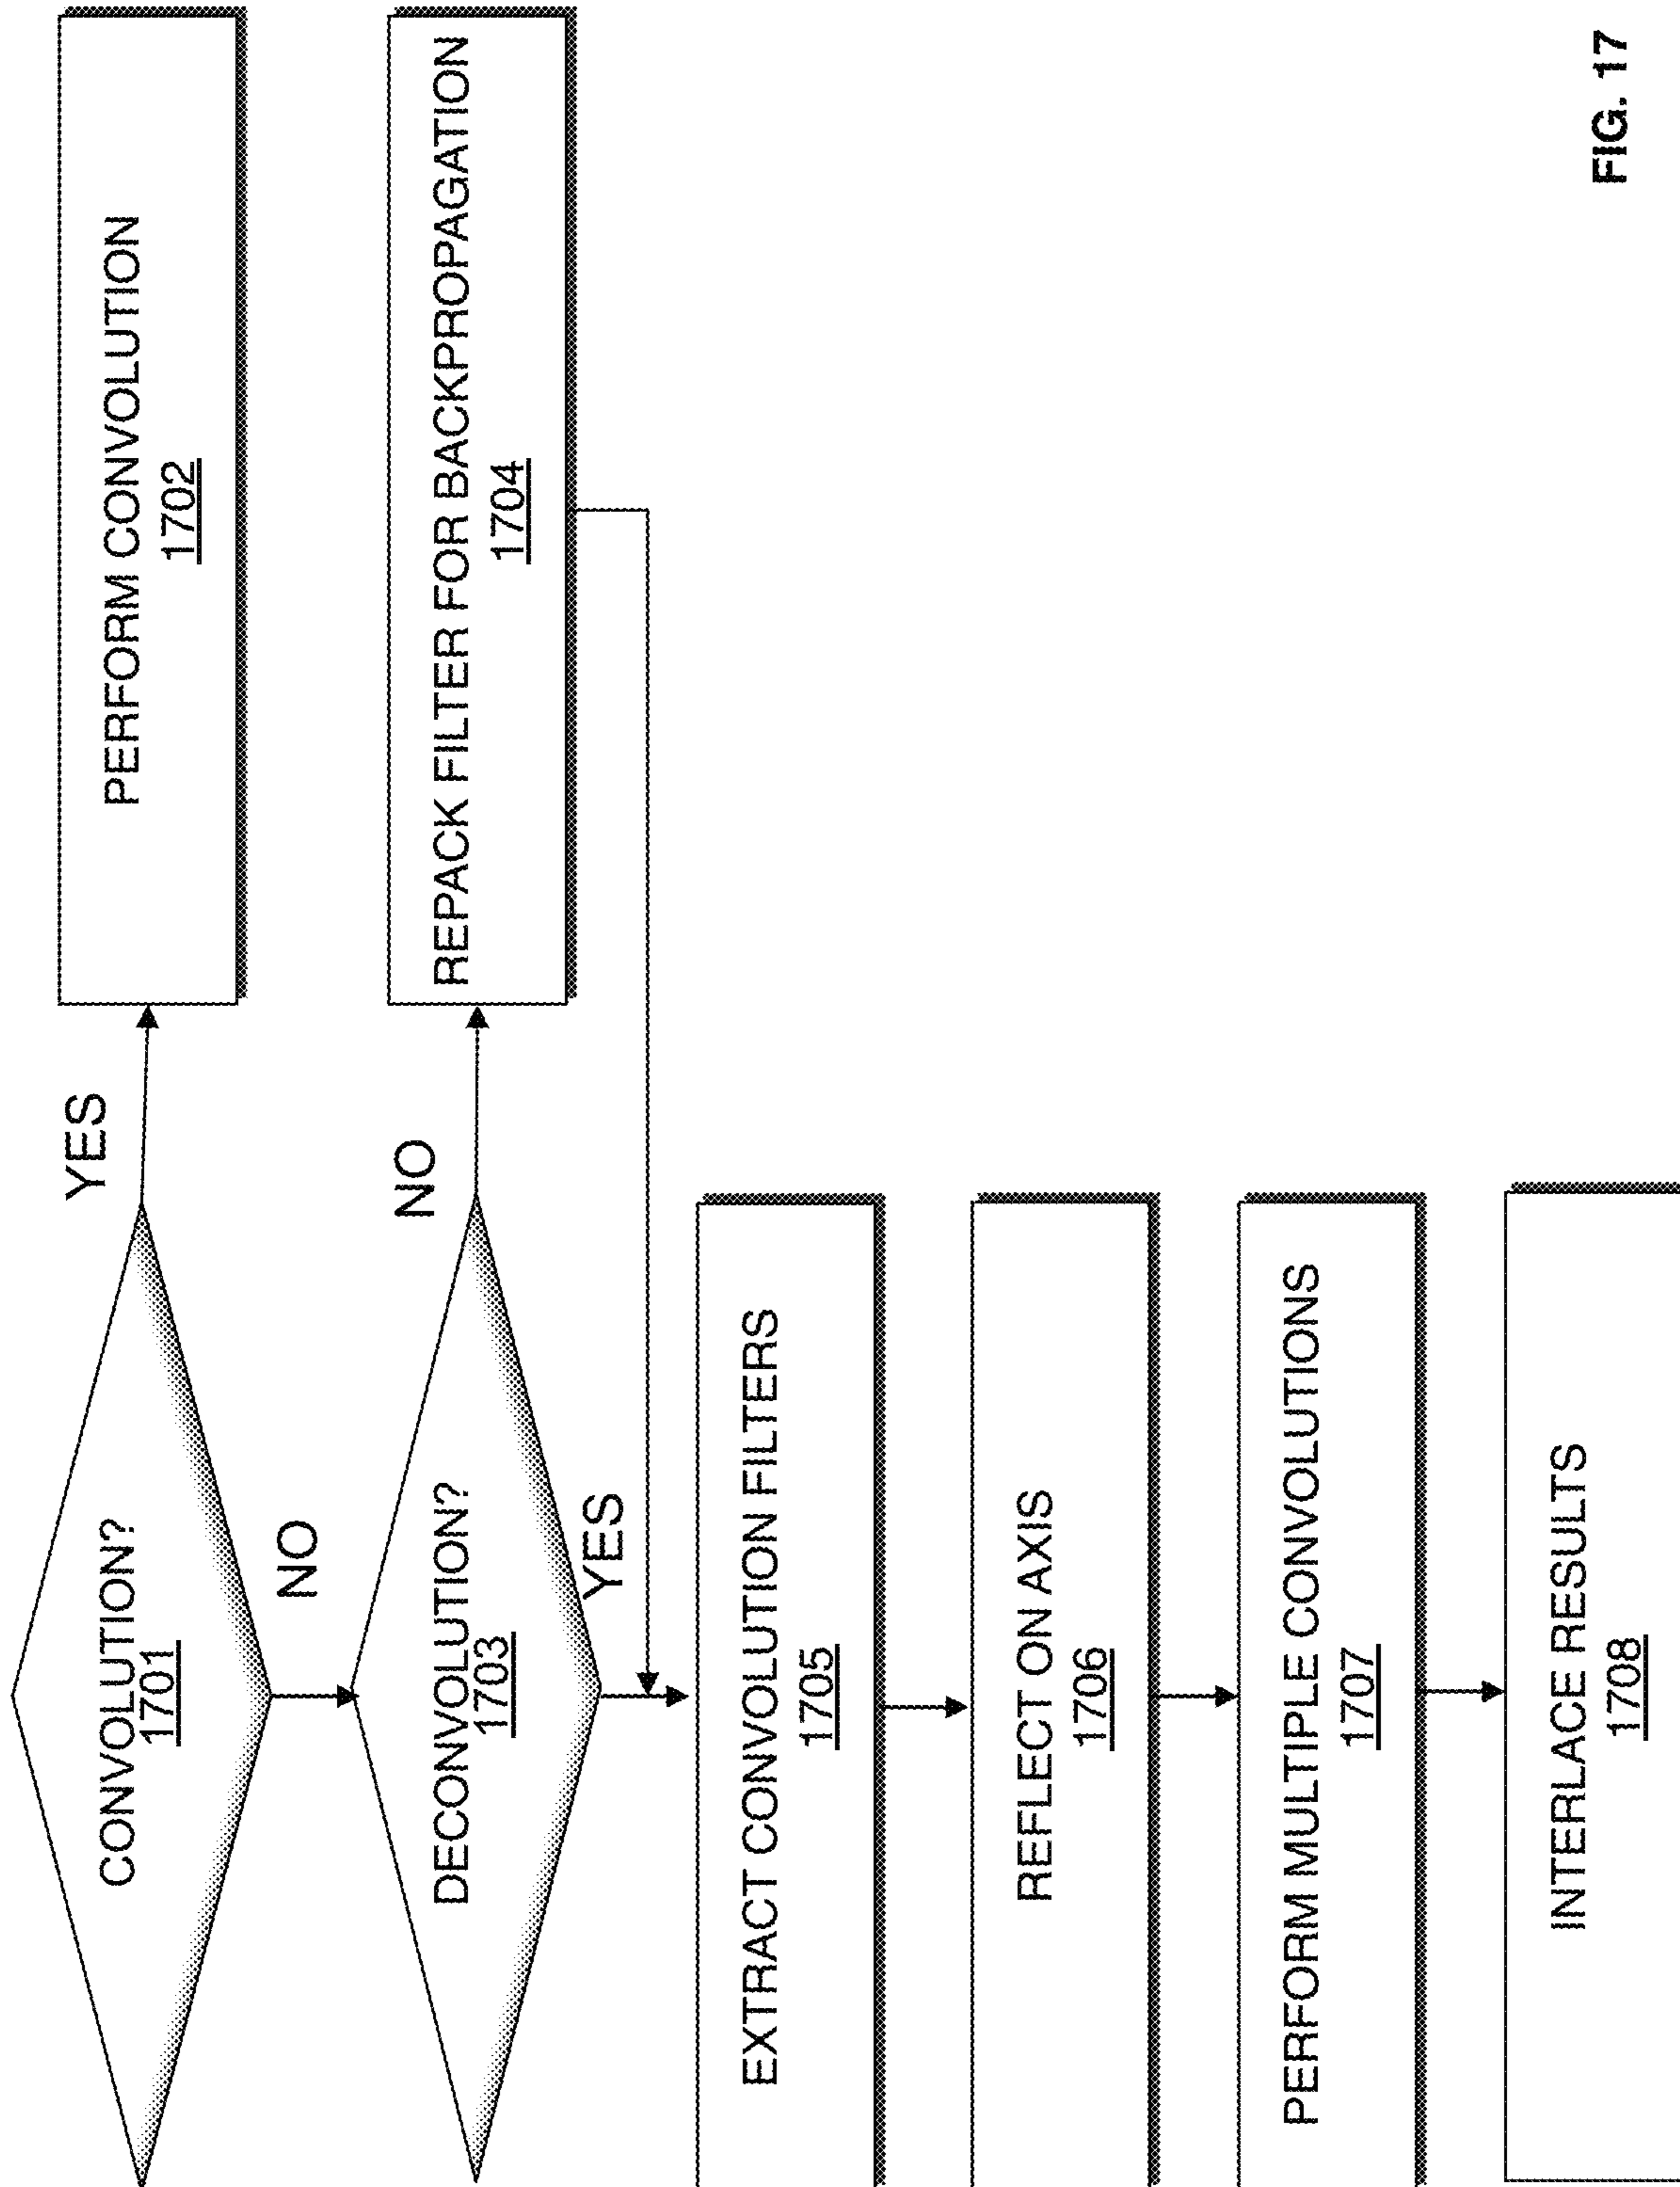 CONVOLUTION?
1701
YES
PERFORM CONVOLUTION
1702
NO
DECONVOLUTION?
1703
NO
REPACK FILTER FOR BACKPROPAGATION
1704
YES
EXTRACT CONVOLUTION FILTERS
1705
REFLECT ON AXIS
1706
PERFORM MULTIPLE CONVOLUTIONS
1707
INTERLACE RESULTS
1708
FIG. 17